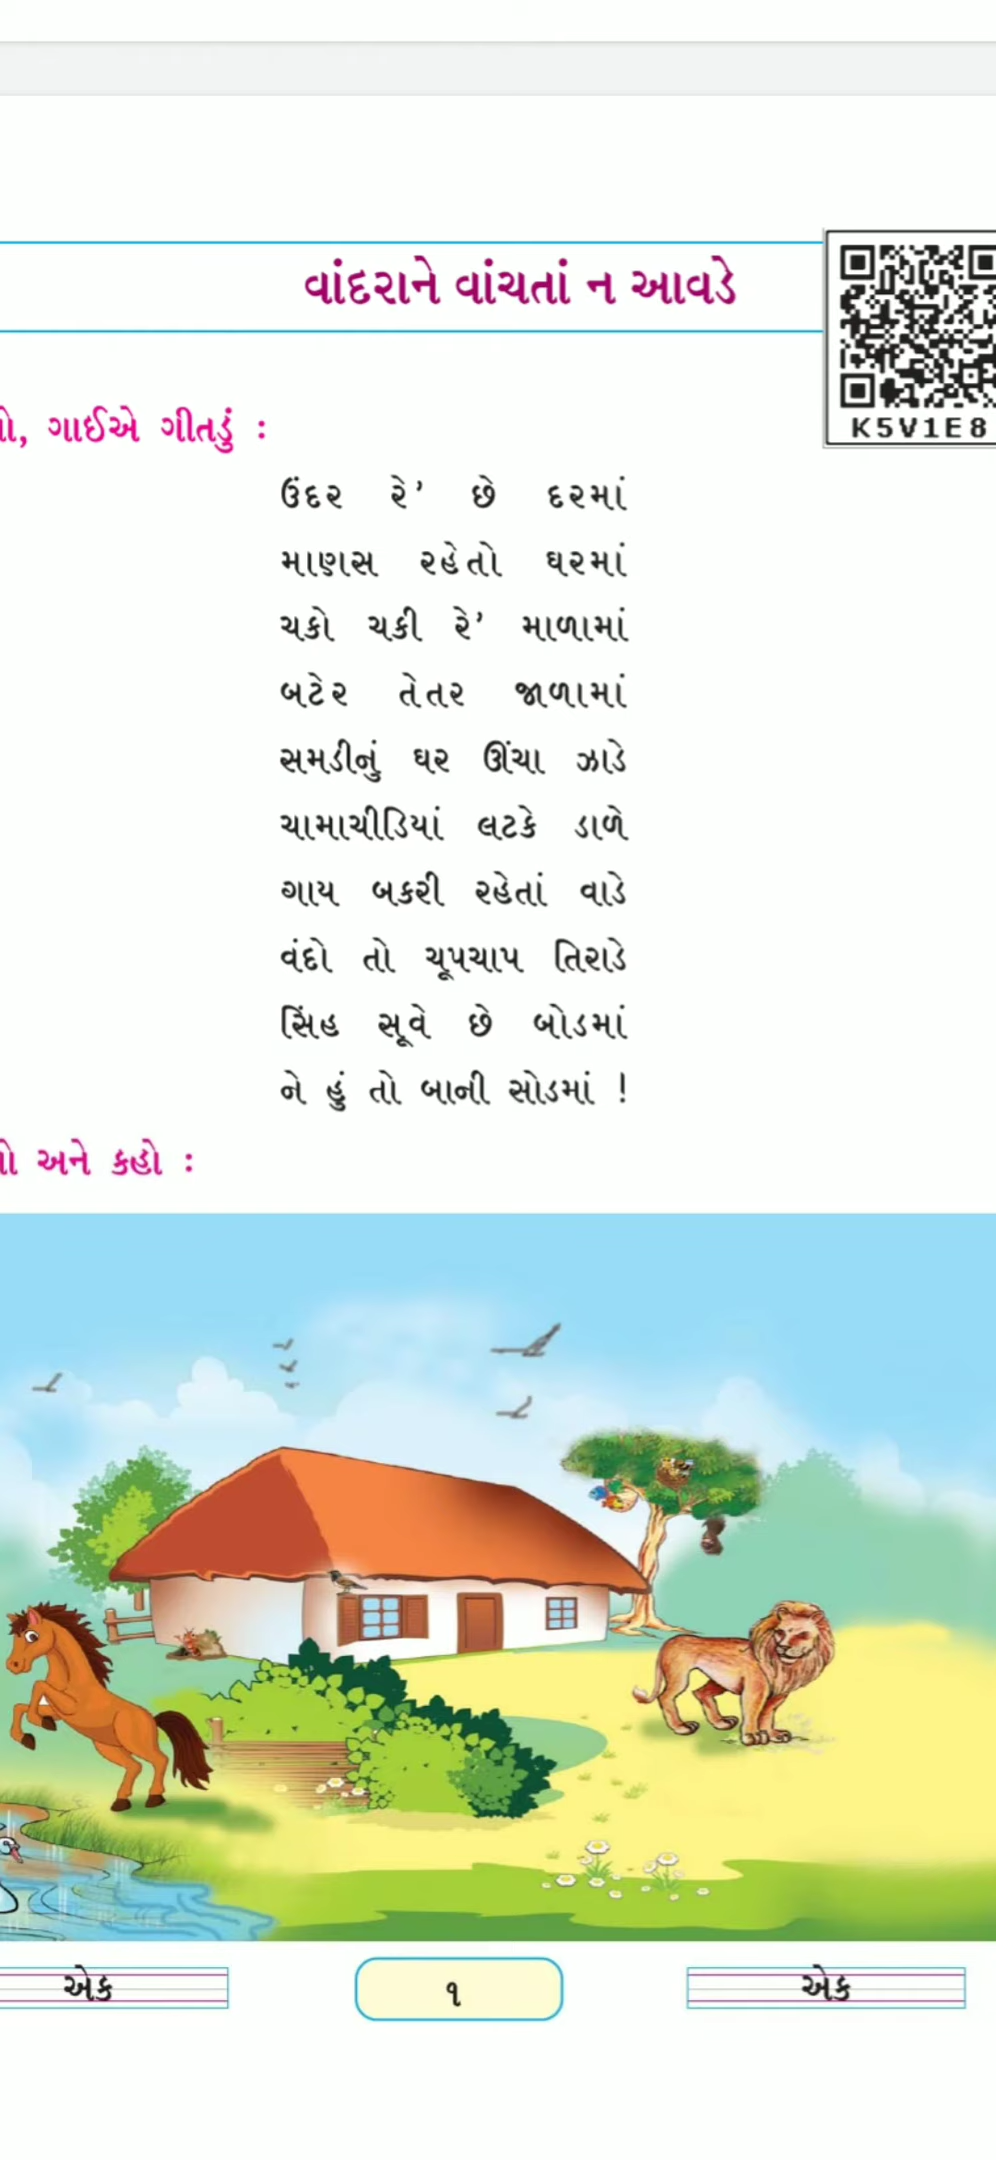 વાંદરાને વાંચતાં ન આવડે
K5V1E8
ગાઈએ ગીતડું :
ઉંદર રે’ છે દરમાં
માણસ રહેતો ઘરમાં
ચકો ચકી રે’ માળામાં
બટેર તેતર જાળામાં
સમડીનું ઘર ઊંચા ઝાડે
ચામાચીડિયાં લટકે ડાળે
ગાય બકરી રહેતાં વાડે
વંદો તો ચૂપચાપ તિરાડે
સિંહ સૂવે છે બોડમાં
ને હું તો બાની સોડમાં !
અને કહો :
એક ૧ એક